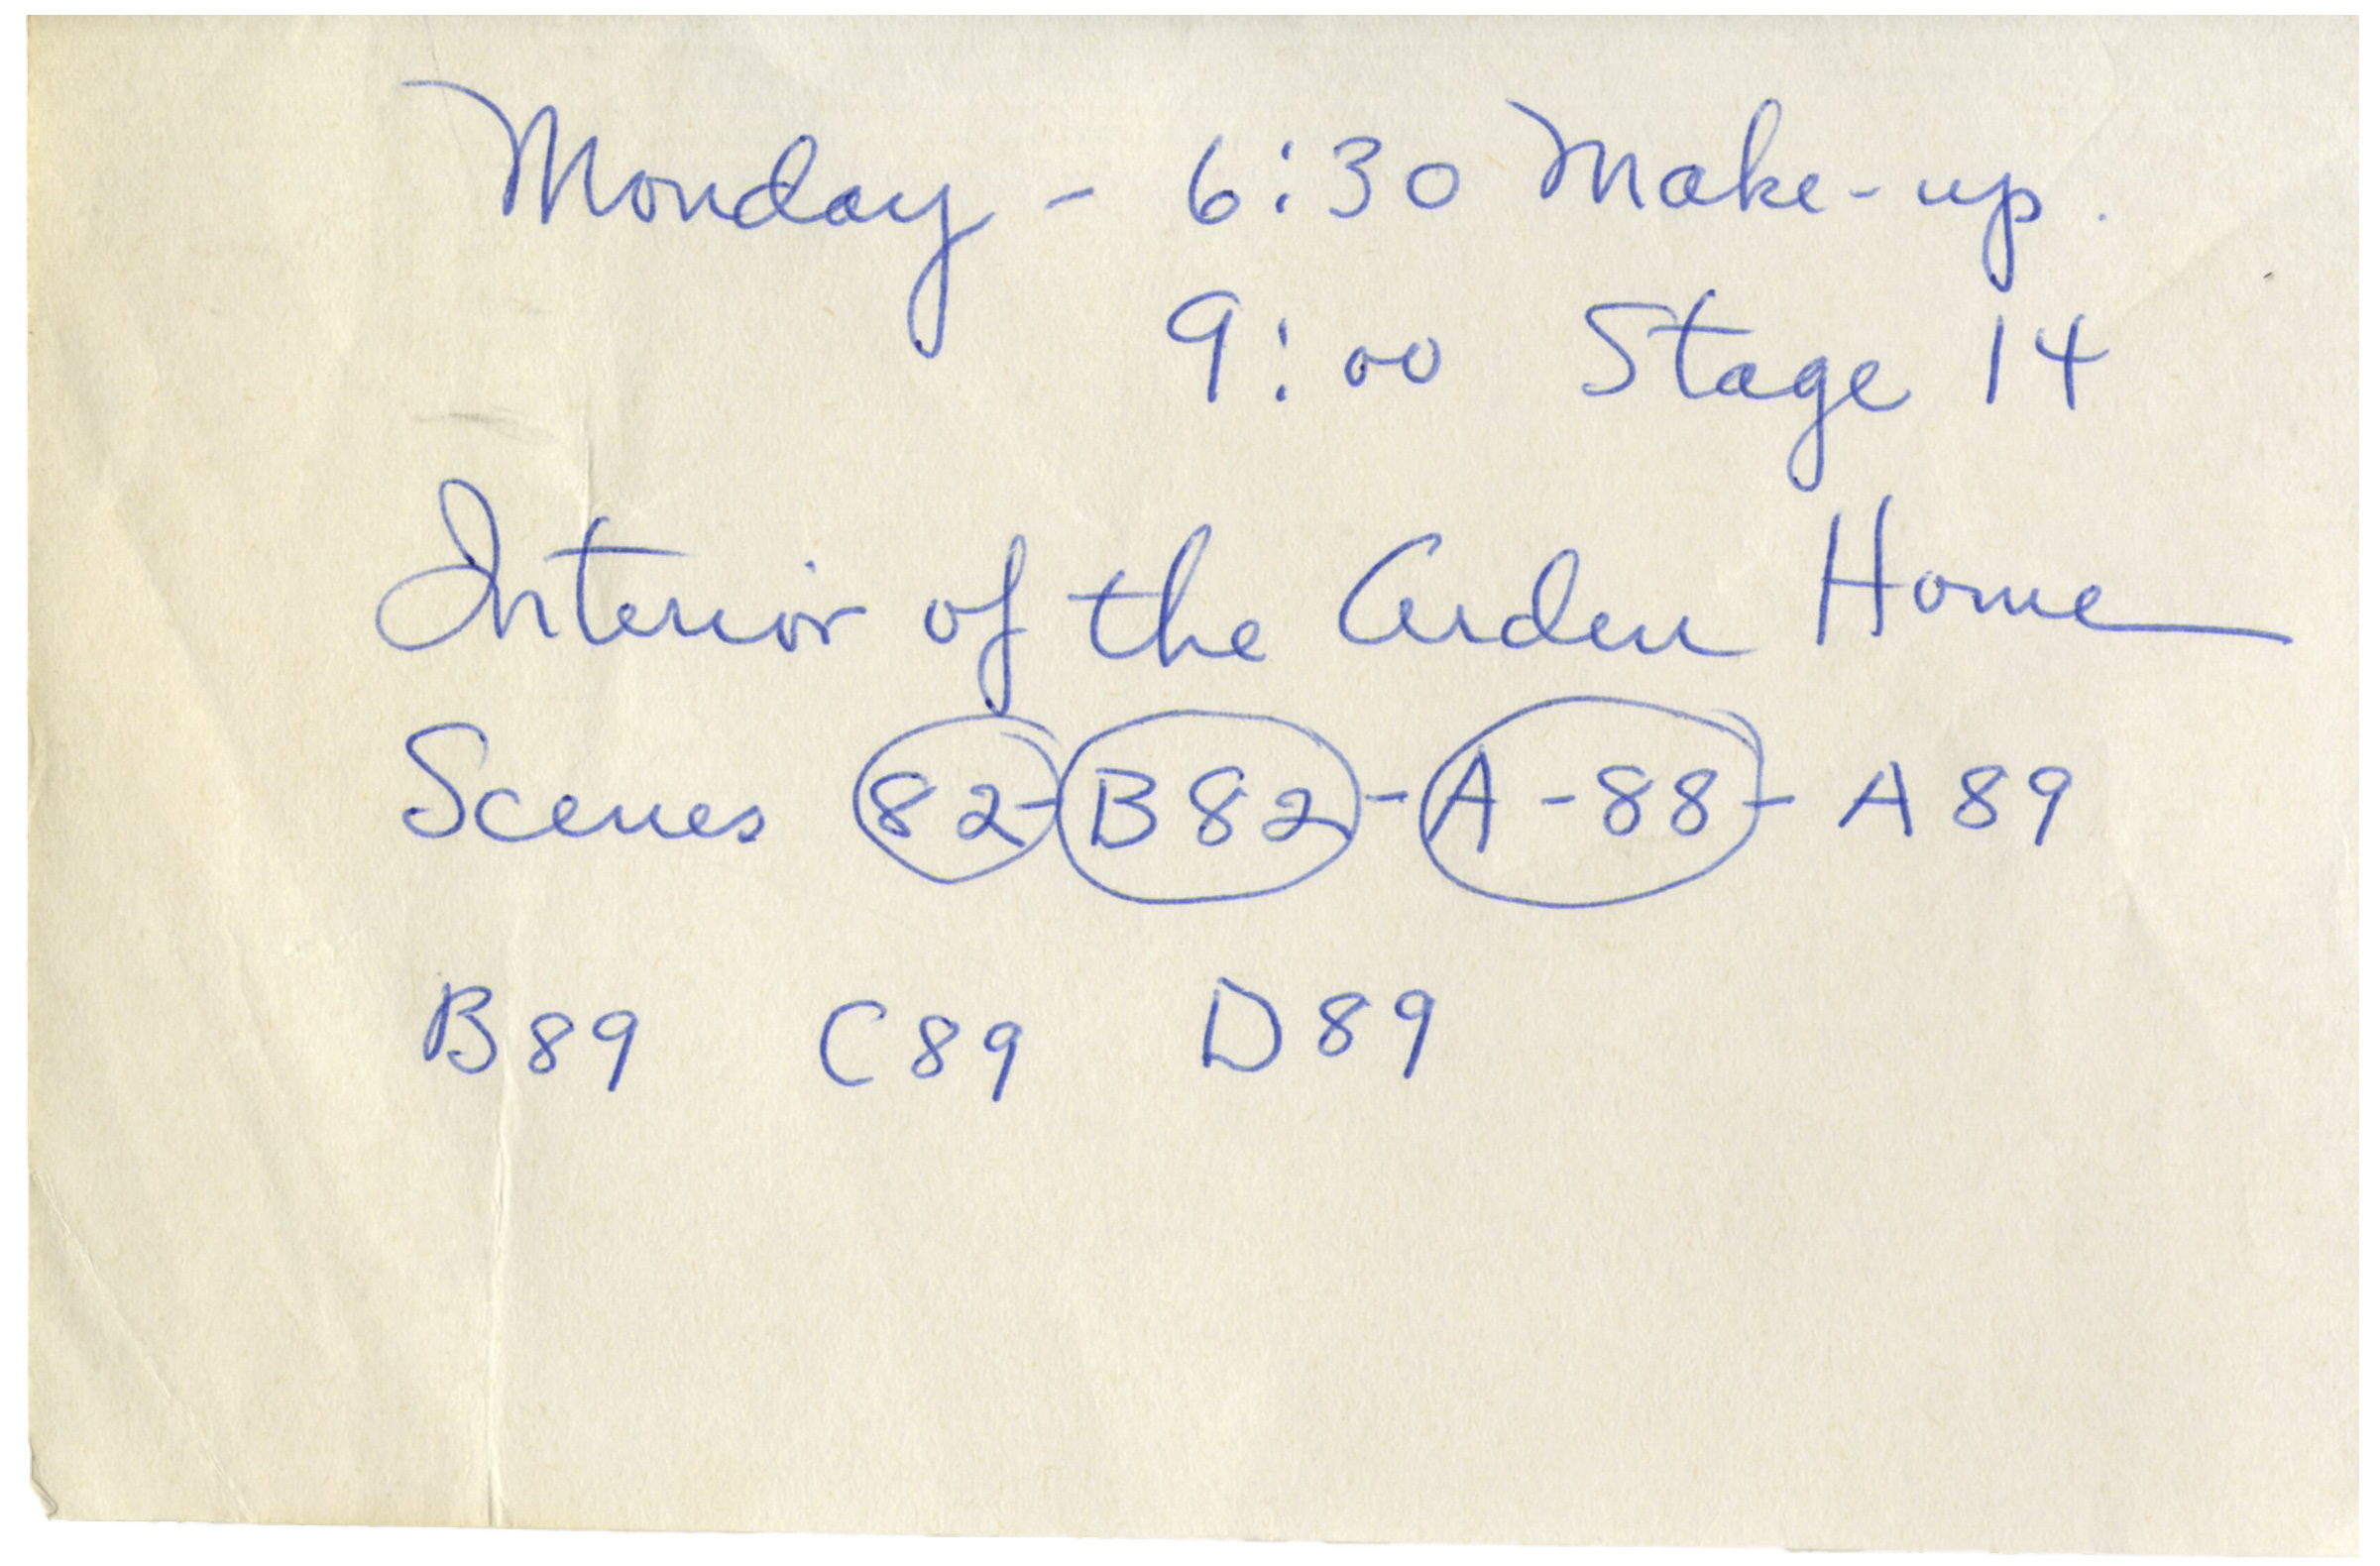 Monday - 6:30 Make-up.
9:00 Stage 14
Interior of the Arden Home
Scenes 82-B82-A-88-A89
B89 C89 D89